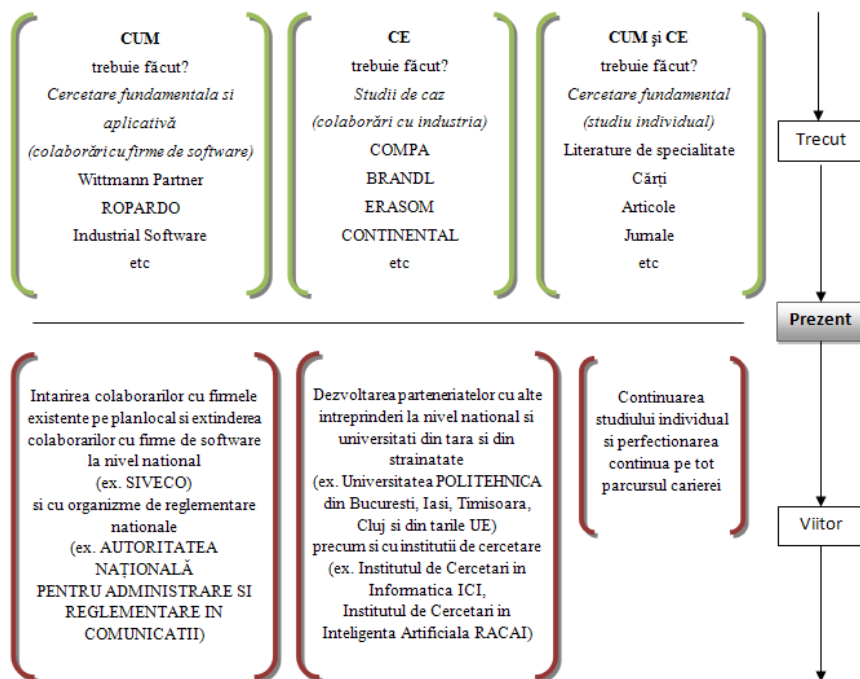 CUM
trebuie făcut?
Cercetare fundamentala si
aplicativă
(colaborări cu firme de software)
Wittmann Partner
ROPARDO
Industrial Software
etc
CE
trebuie făcut?
Studii de caz
(colaborări cu industria)
COMPA
BRANDL
ERASOM
CONTINENTAL
etc
CUM şi CE
trebuie făcut?
Cercetare fundamental
(studiu individual)
Literature de specialitate
Cărți
Articole
Jurnale
etc
Trecut
Prezent
Intarirea colaborarilor cu firmele
existente pe planlocal si extinderea
colaborarilor cu firme de software
la nivel national
(ex. SIVECO)
si cu organizme de reglementare
nationale
(ex. AUTORITATEA
NAȚIONALĂ
PENTRU ADMINISTRARE SI
REGLEMENTARE IN
COMUNICATII)
Dezvoltarea parteneriatelor cu alte
intreprinderi la nivel national si
universitati din tara si din
strainatate
(ex. Universitatea POLITEHNICA
din Bucuresti, Iasi, Timisoara,
Cluj si din tarile UE)
precum si cu institutii de cercetare
(ex. Institutul de Cercetari in
Informatica ICI,
Institutul de Cercetari in
Inteligenta Artificiala RACAI)
Continuarea
studiului individual
si perfectionarea
continua pe tot
parcursul carierei
Viitor